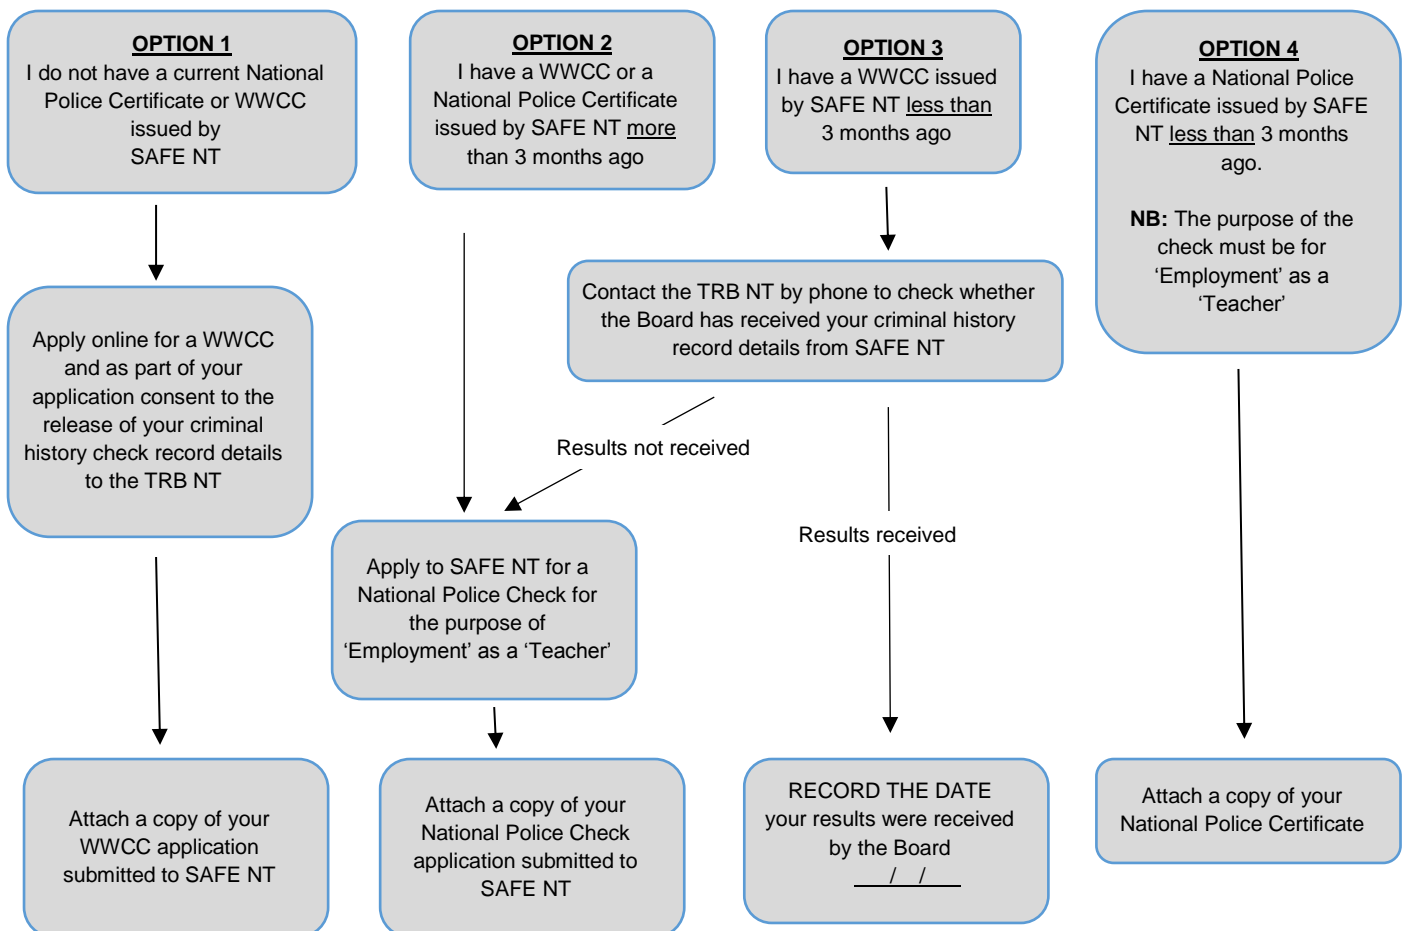 OPTION 1
I do not have a current National
Police Certificate or WWCC
issued by
SAFE NT
OPTION 2
I have a WWCC or a
National Police Certificate
issued by SAFE NT more
than 3 months ago
OPTION 3
I have a WWCC issued
by SAFE NT less than
3 months ago
OPTION 4
I have a National Police
Certificate issued by SAFE
NT less than 3 months
ago.
NB: The purpose of the
check must be for
‘Employment’ as a
‘Teacher’
Apply online for a WWCC
and as part of your
application consent to the
release of your criminal
history check record details
to the TRB NT
Contact the TRB NT by phone to check whether
the Board has received your criminal history
record details from SAFE NT
Results not received
Results received
Apply to SAFE NT for a
National Police Check for
the purpose of
‘Employment’ as a ‘Teacher’
Attach a copy of your
WWCC application
submitted to SAFE NT
Attach a copy of your
National Police Check
application submitted to
SAFE NT
RECORD THE DATE
your results were received
by the Board
___/__/___
Attach a copy of your
National Police Certificate